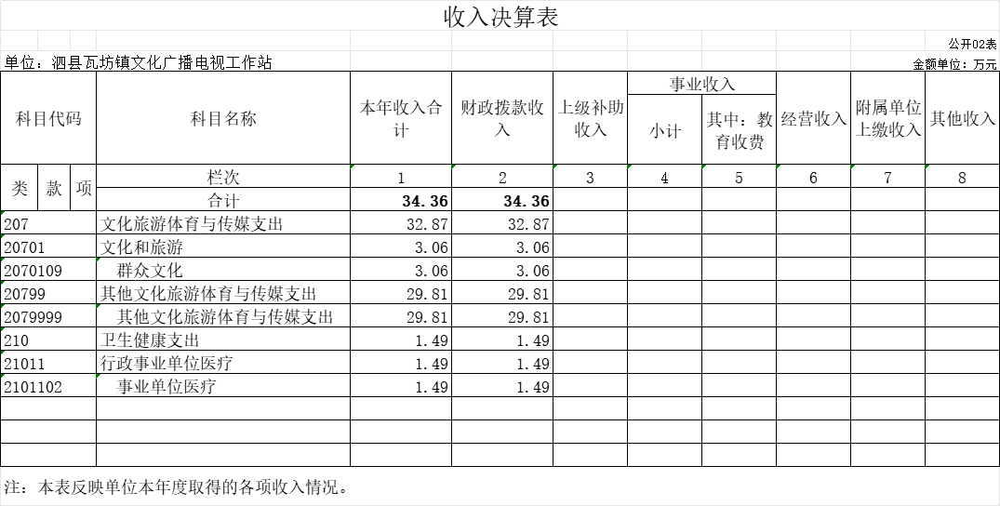 收入决算表
公开02表
单位：泗县瓦坊镇文化广播电视工作站 金额单位：万元
科目代码 科目名称 本年收入合计 财政拨款收入 上级补助收入 事业收入 经营收入 附属单位上缴收入 其他收入
小计 其中：教育收费
类 款 项 栏次 1 2 3 4 5 6 7 8
合计 34.36 34.36
207 文化旅游体育与传媒支出 32.87 32.87
20701 文化和旅游 3.06 3.06
2070109 群众文化 3.06 3.06
20799 其他文化旅游体育与传媒支出 29.81 29.81
2079999 其他文化旅游体育与传媒支出 29.81 29.81
210 卫生健康支出 1.49 1.49
21011 行政事业单位医疗 1.49 1.49
2101102 事业单位医疗 1.49 1.49
注：本表反映单位本年度取得的各项收入情况。